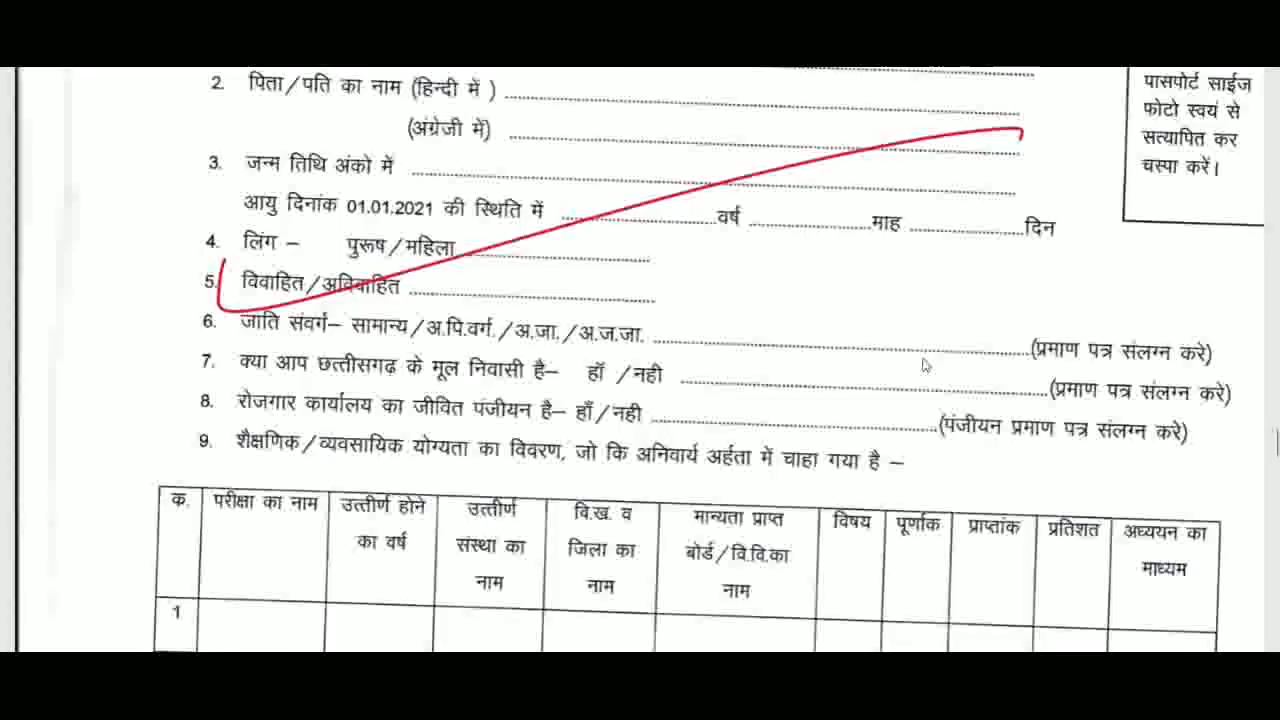 2. पिता/पति का नाम (हिन्दी में )
(अंग्रेजी में)
3. जन्म तिथि अंको में
आयु दिनांक 01.01.2021 की स्थिति में ............वर्ष ............माह ............दिन
4. लिंग – पुरूष/महिला
5. विवाहित/अविवाहित
6. जाति संवर्ग– सामान्य/अ.पि.वर्ग./अ.जा./अ.ज.जा. ............(प्रमाण पत्र संलग्न करे)
7. क्या आप छत्तीसगढ़ के मूल निवासी है– हॉ /नही ............(प्रमाण पत्र संलग्न करे)
8. रोजगार कार्यालय का जीवित पंजीयन है– हॉं/नही ............(पंजीयन प्रमाण पत्र संलग्न करे)
9. शैक्षणिक/व्यवसायिक योग्यता का विवरण, जो कि अनिवार्य अर्हता में चाहा गया है –
पासपोर्ट साईज
फोटो स्वयं से
सत्यापित कर
चस्पा करें।
क. परीक्षा का नाम उत्तीर्ण होने उत्तीर्ण वि.ख. व मान्यता प्राप्त विषय पूर्णाक प्राप्तांक प्रतिशत अध्ययन का
का वर्ष संस्था का जिला का बोर्ड/वि.वि.का माध्यम
नाम नाम नाम
1